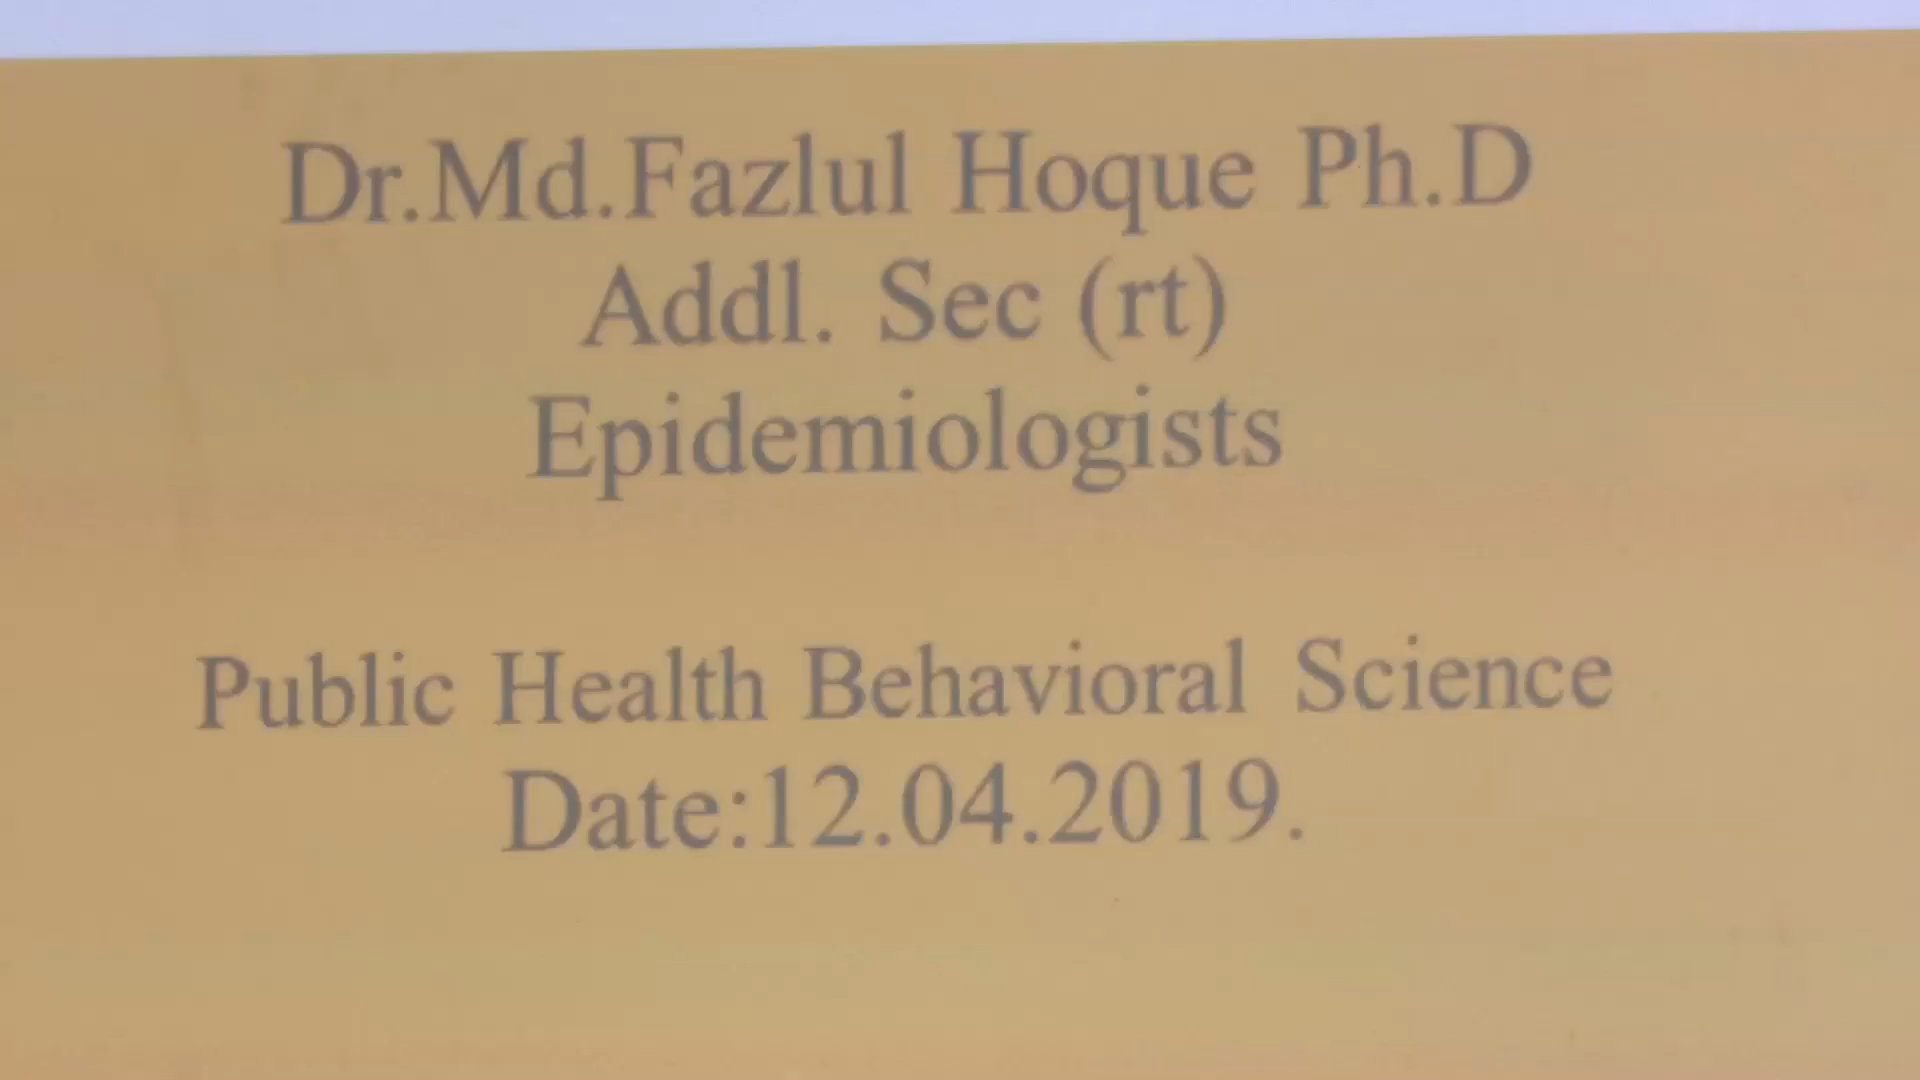 Dr.Md.Fazlul Hoque Ph.D
Addl. Sec (rt)
Epidemiologists
Public Health Behavioral Science
Date:12.04.2019.